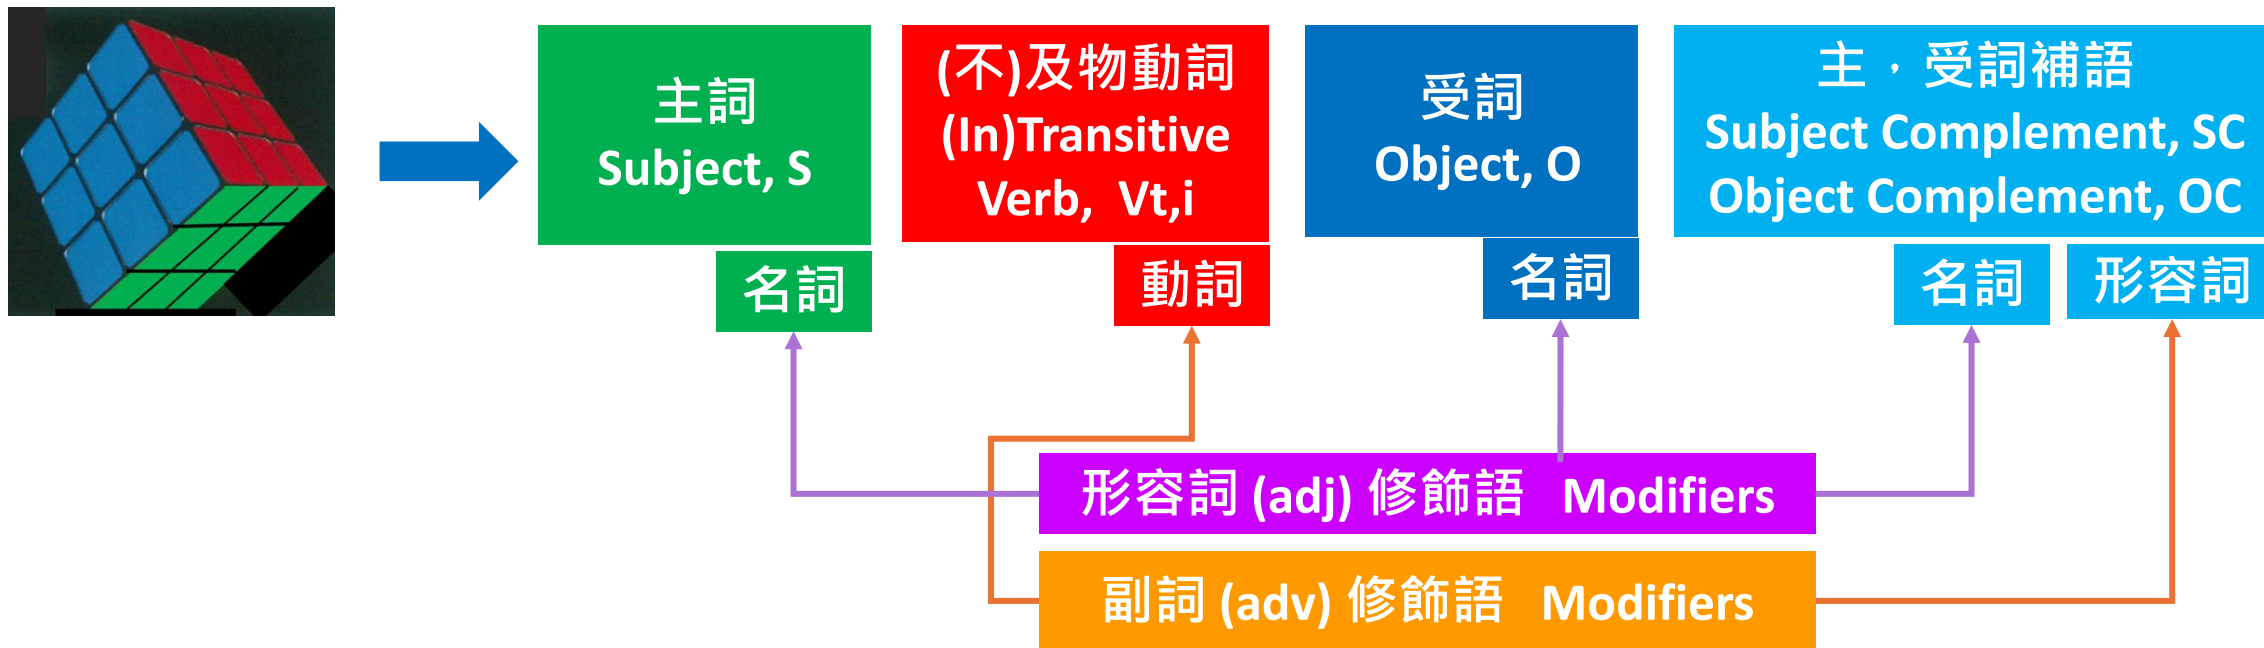 主詞
Subject, S
名詞
(不)及物動詞
(In)Transitive
Verb, Vt,i
動詞
受詞
Object, O
名詞
主，受詞補語
Subject Complement, SC
Object Complement, OC
名詞
形容詞
形容詞 (adj) 修飾語 Modifiers
副詞 (adv) 修飾語 Modifiers